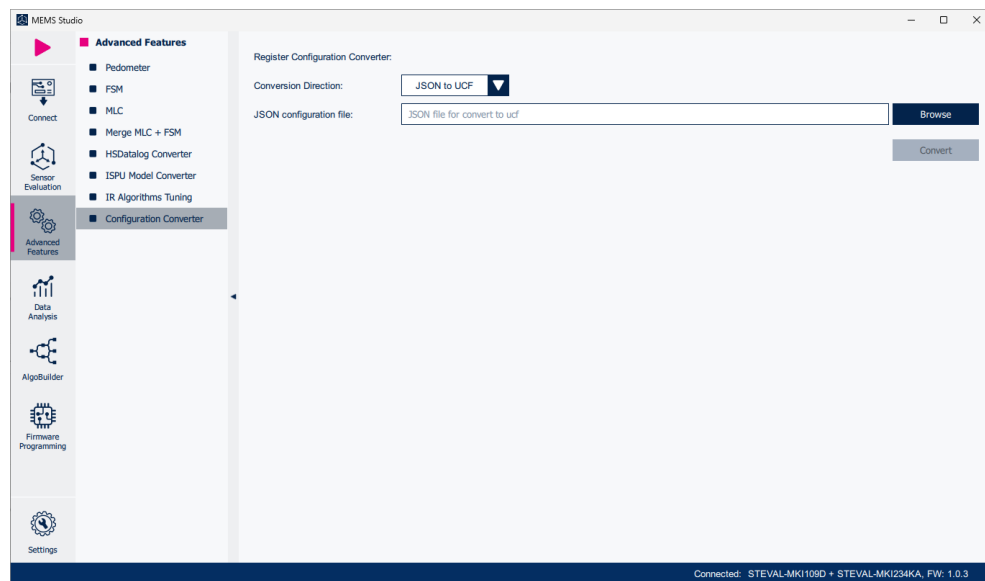 MEMS Studio
Connect
Sensor
Evaluation
Advanced
Features
Data
Analysis
AlgoBuilder
Firmware
Programming
Settings
Advanced Features
Pedometer
FSM
MLC
Merge MLC + FSM
HSDatalog Converter
ISPU Model Converter
IR Algorithms Tuning
Configuration Converter
Register Configuration Converter:
Conversion Direction: JSON to UCF
JSON configuration file: JSON file for convert to ucf Browse
Convert
Connected: STEVAL-MKI109D + STEVAL-MKI234KA, FW: 1.0.3